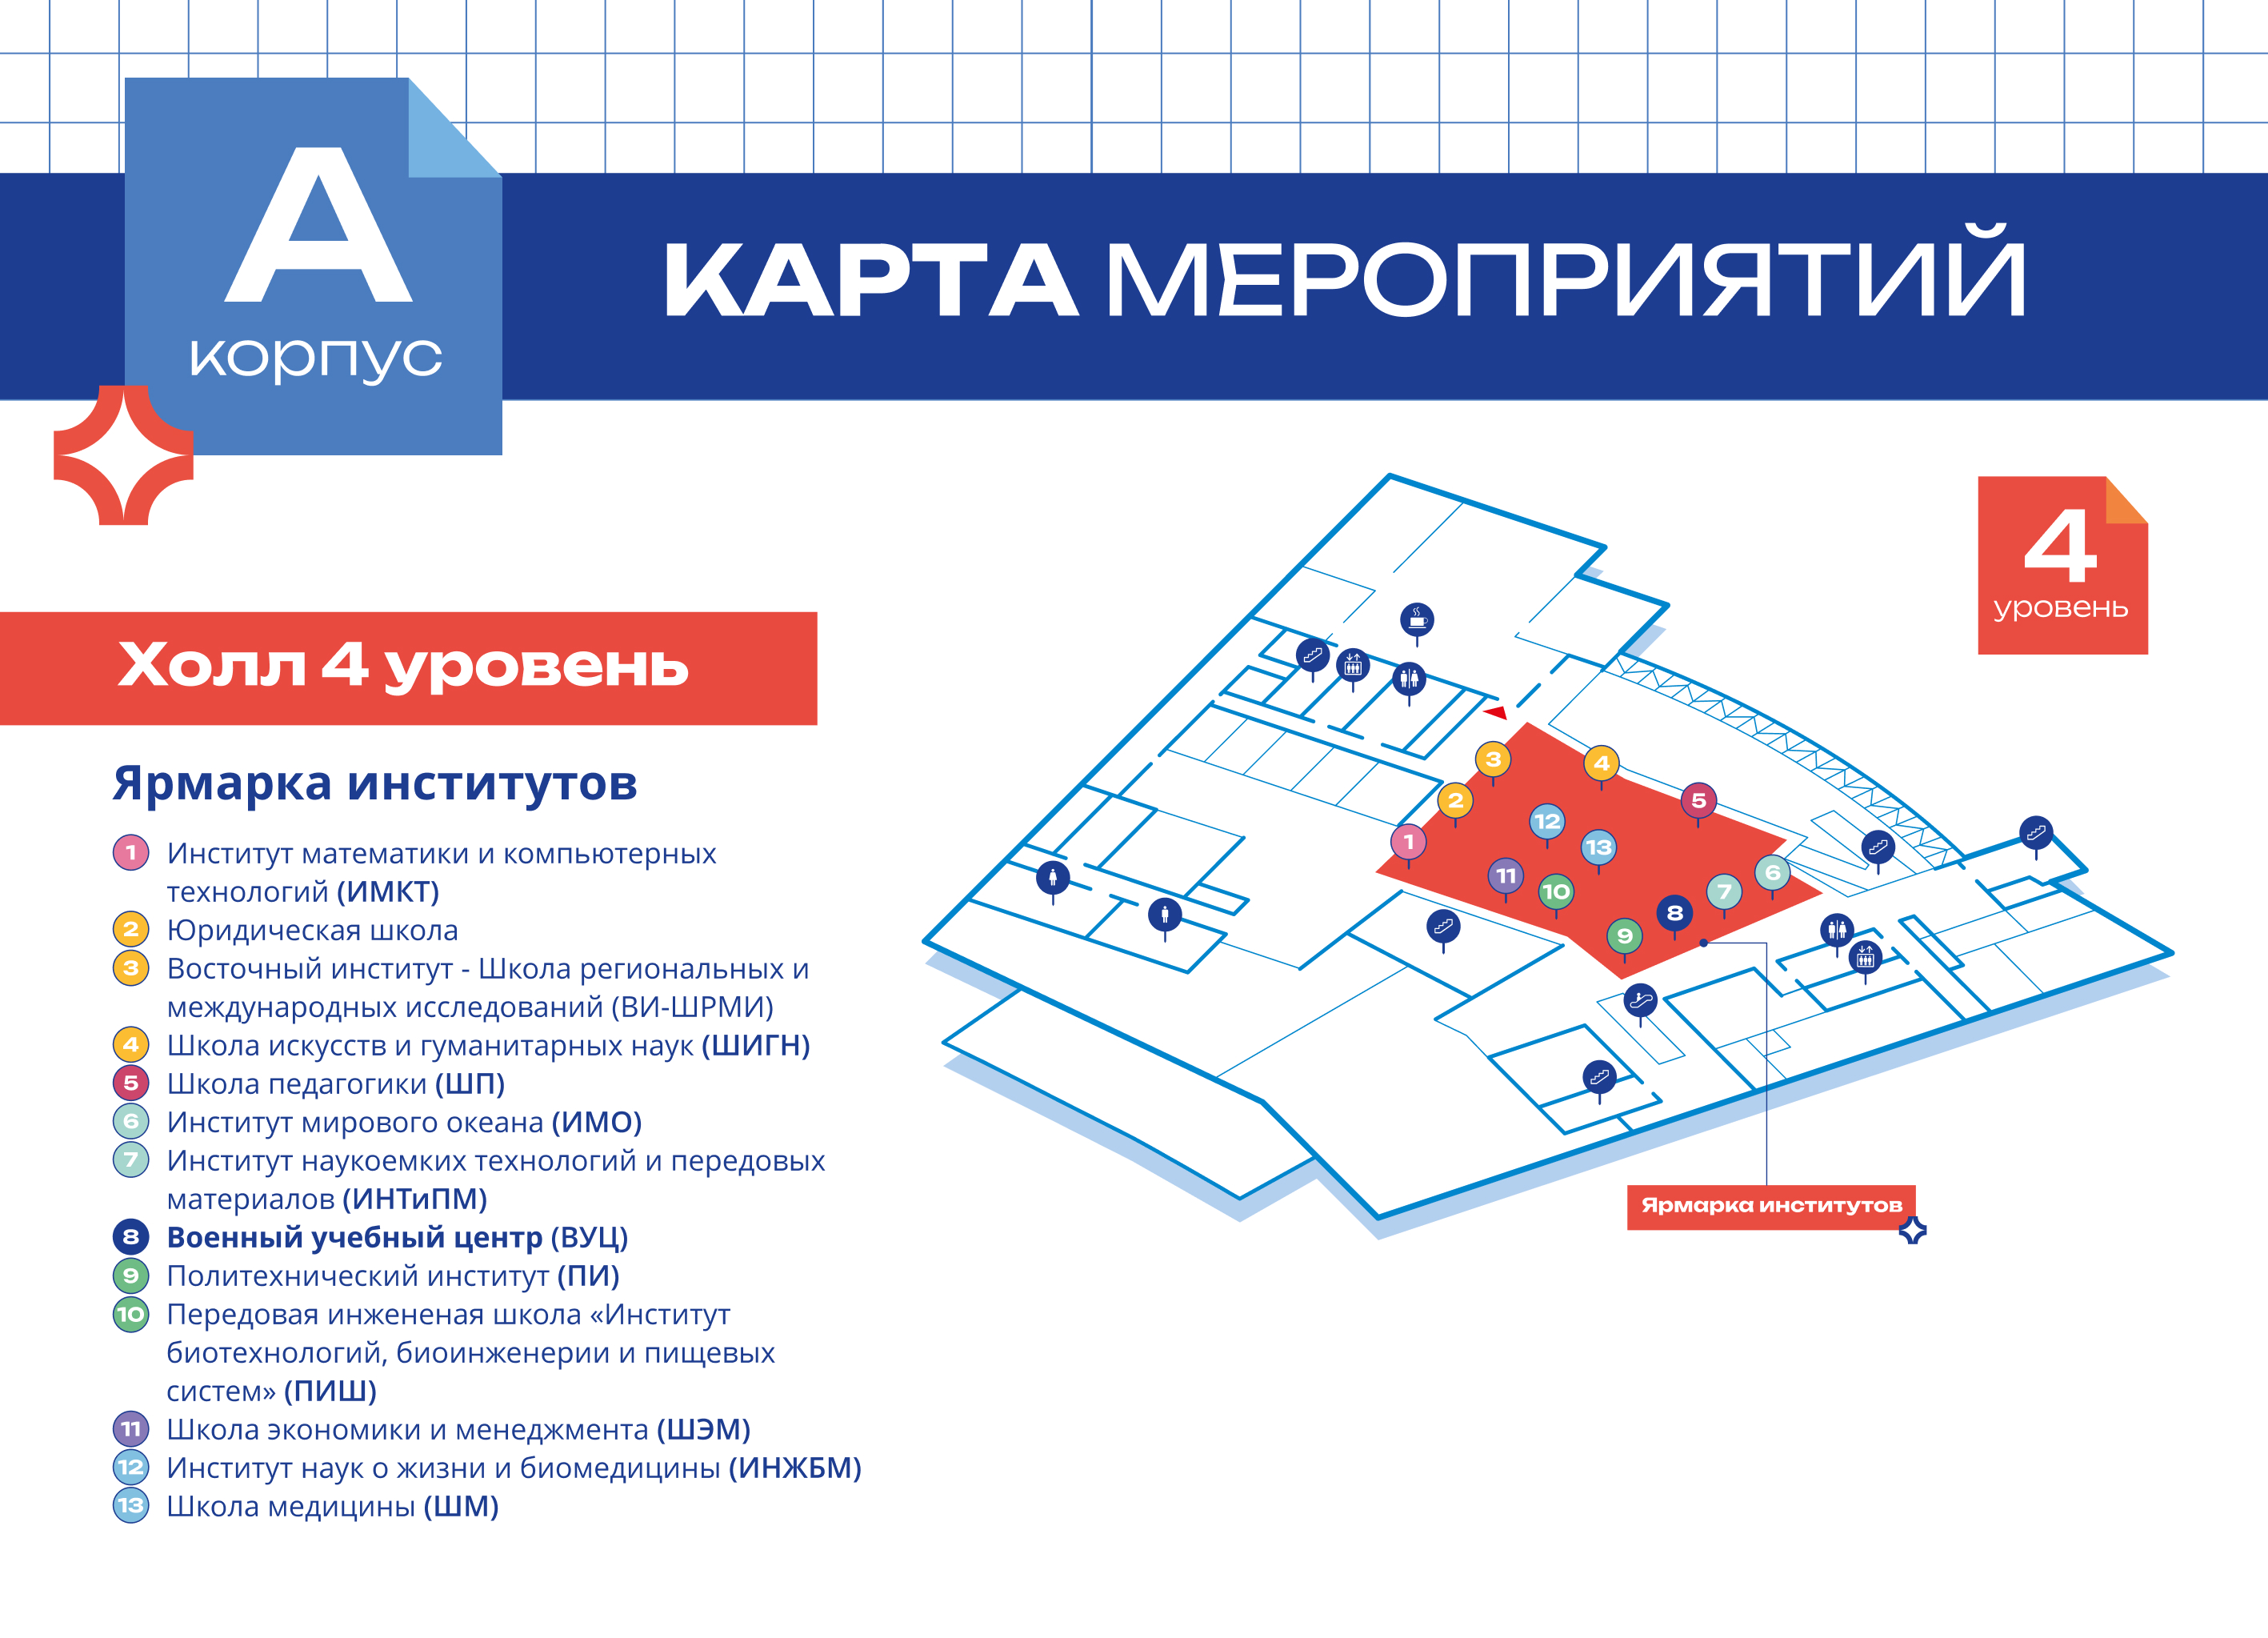 А
корпус
КАРТА МЕРОПРИЯТИЙ
4
уровень
Холл 4 уровень
Ярмарка институтов
1 Институт математики и компьютерных
технологий (ИМКТ)
2 Юридическая школа
3 Восточный институт - Школа региональных и
международных исследований (ВИ-ШРМИ)
4 Школа искусств и гуманитарных наук (ШИГН)
5 Школа педагогики (ШП)
6 Институт мирового океана (ИМО)
7 Институт наукоемких технологий и передовых
материалов (ИНТиПМ)
8 Военный учебный центр (ВУЦ)
9 Политехнический институт (ПИ)
10 Передовая инжененая школа «Институт
биотехнологий, биоинженерии и пищевых
систем» (ПИШ)
11 Школа экономики и менеджмента (ШЭМ)
12 Институт наук о жизни и биомедицины (ИНЖБМ)
13 Школа медицины (ШМ)
3
4
2
5
12
1
13
6
11
10
7
8
9
Ярмарка институтов